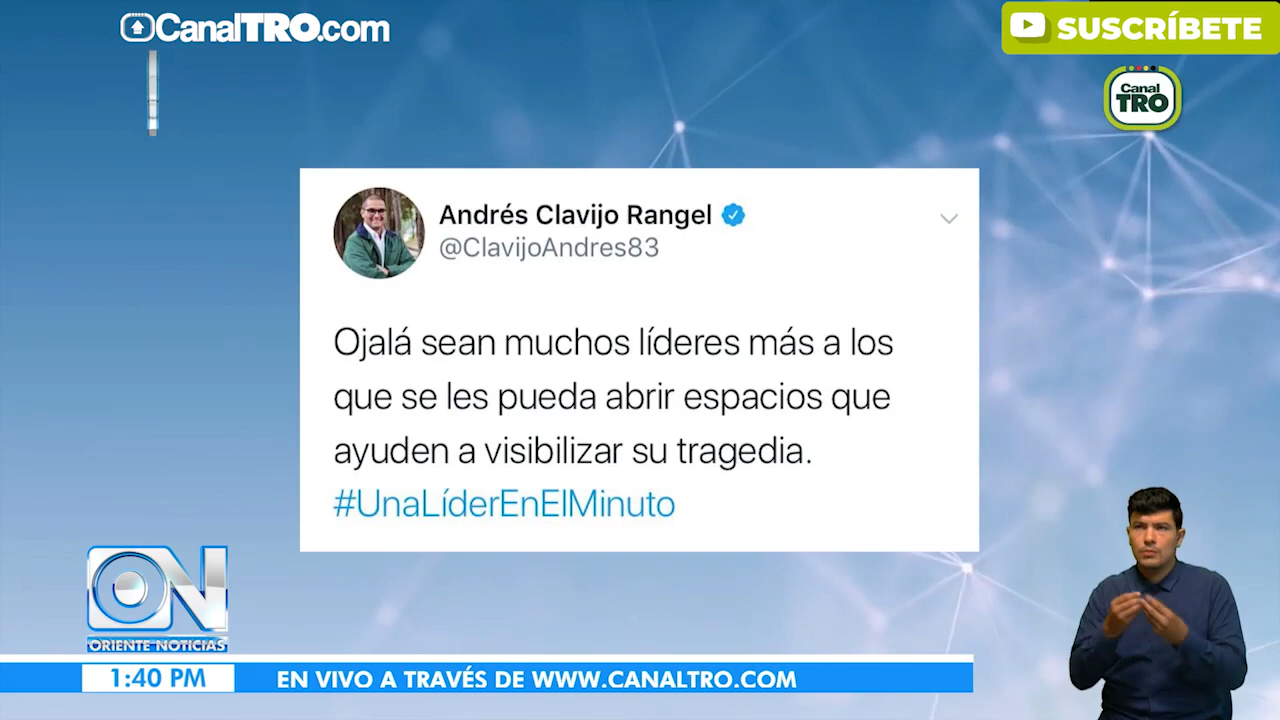 CanalTRO.com
SUSCRÍBETE
Canal
TRO
Andrés Clavijo Rangel
@ClavijoAndres83
Ojalá sean muchos líderes más a los
que se les pueda abrir espacios que
ayuden a visibilizar su tragedia.
#UnaLíderEnElMinuto
ON
ORIENTE NOTICIAS
1:40 PM
EN VIVO A TRAVÉS DE WWW.CANALTRO.COM